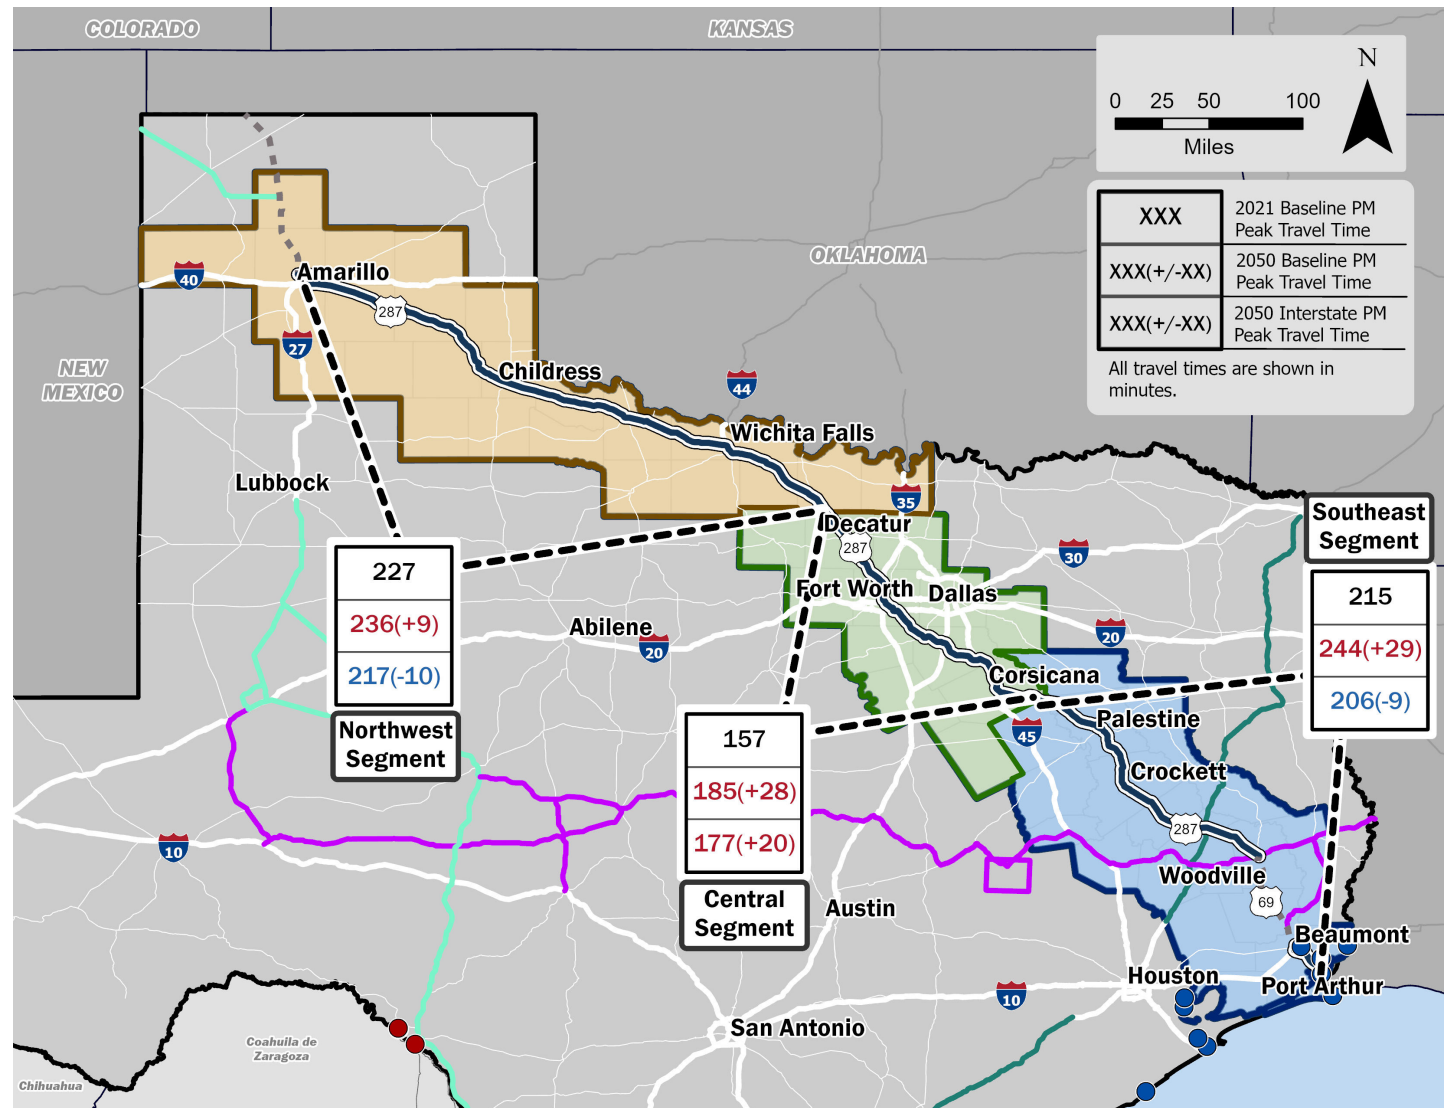 COLORADO
KANSAS
N
0 25 50 100
Miles
XXX
2021 Baseline PM
Peak Travel Time
XXX(+/-XX)
2050 Baseline PM
Peak Travel Time
XXX(+/-XX)
2050 Interstate PM
Peak Travel Time
All travel times are shown in
minutes.
OKLAHOMA
40
Amarillo
287
27
NEW
MEXICO
Childress
44
Wichita Falls
Lubbock
35
Decatur
287
30
Southeast
Segment
215
244(+29)
206(-9)
227
236(+9)
217(-10)
Northwest
Segment
Fort Worth
Dallas
Abilene
20
20
Corsicana
45
Palestine
Crockett
287
157
185(+28)
177(+20)
Central
Segment
10
Woodville
69
Austin
Beaumont
Houston
Port Arthur
10
San Antonio
Coahuila de
Zaragoza
Chihuahua